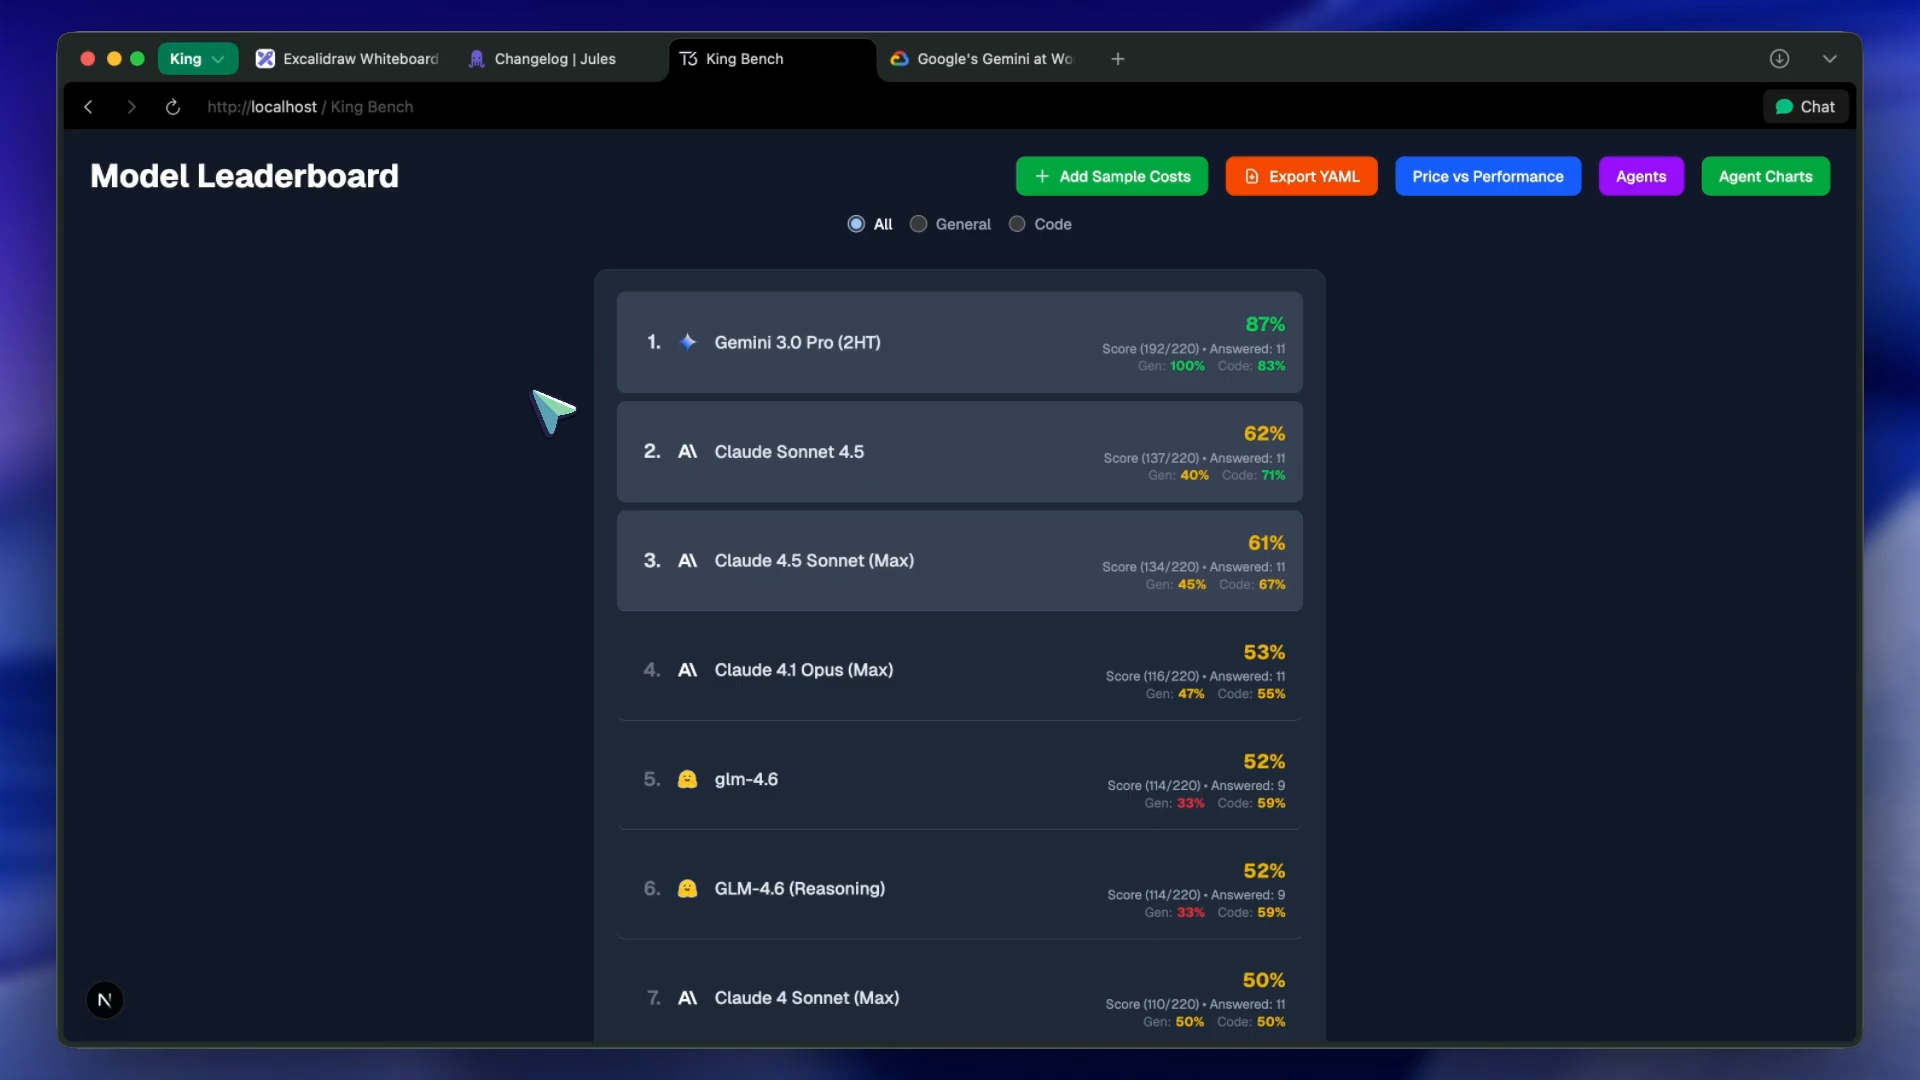 King
Excalidraw Whiteboard
Changelog | Jules
T3 King Bench
Google's Gemini at Wo
http://localhost / King Bench
Chat
Model Leaderboard
+ Add Sample Costs
Export YAML
Price vs Performance
Agents
Agent Charts
All
General
Code
1. Gemini 3.0 Pro (2HT)
87%
Score (192/220) • Answered: 11
Gen: 100% Code: 83%
2. A\ Claude Sonnet 4.5
62%
Score (137/220) • Answered: 11
Gen: 40% Code: 71%
3. A\ Claude 4.5 Sonnet (Max)
61%
Score (134/220) • Answered: 11
Gen: 45% Code: 67%
4. A\ Claude 4.1 Opus (Max)
53%
Score (116/220) • Answered: 11
Gen: 47% Code: 55%
5. glm-4.6
52%
Score (114/220) • Answered: 9
Gen: 33% Code: 59%
6. GLM-4.6 (Reasoning)
52%
Score (114/220) • Answered: 9
Gen: 33% Code: 59%
7. A\ Claude 4 Sonnet (Max)
50%
Score (110/220) • Answered: 11
Gen: 50% Code: 50%
N